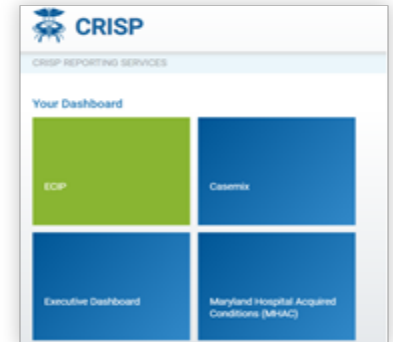 CRISP
CRISP REPORTING SERVICES
Your Dashboard
ECIP
Casemix
Executive Dashboard
Maryland Hospital Acquired
Conditions (MHAC)